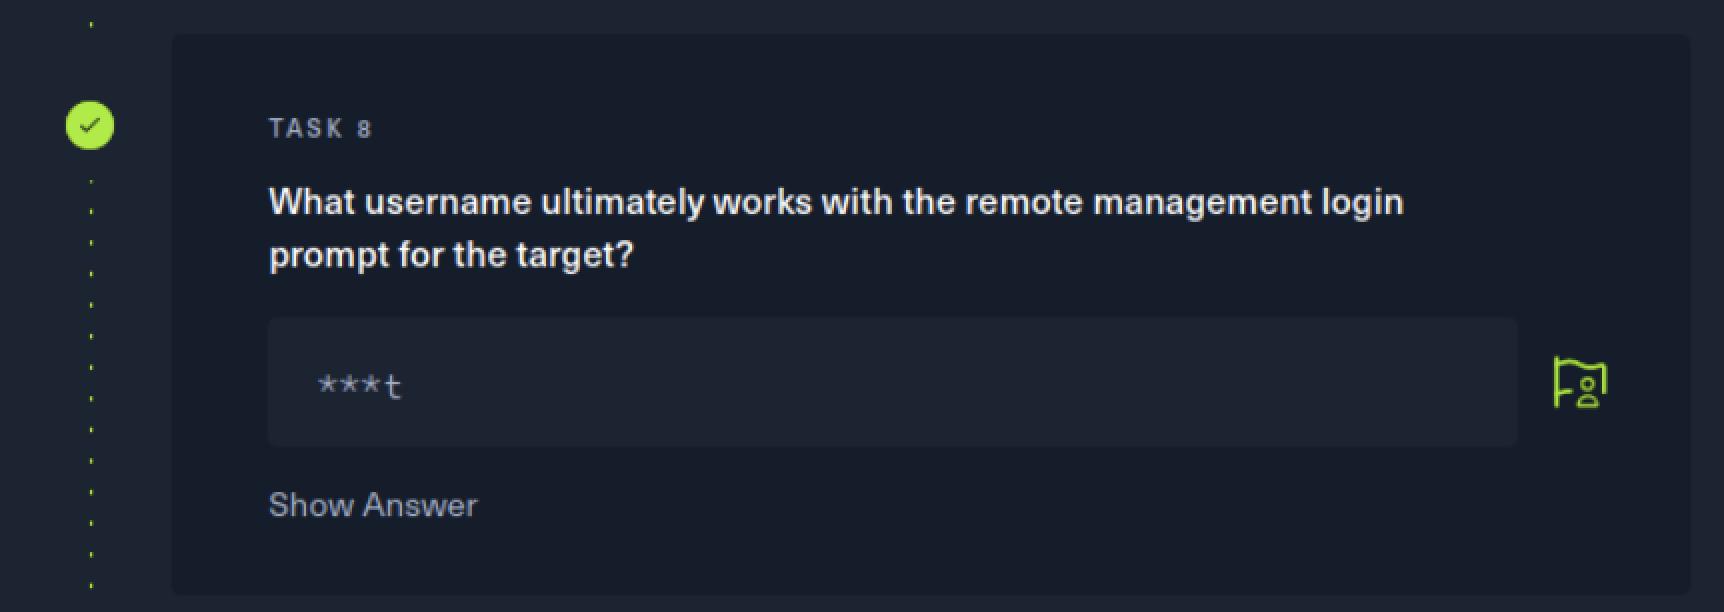 TASK 8
What username ultimately works with the remote management login
prompt for the target?
***t
Show Answer